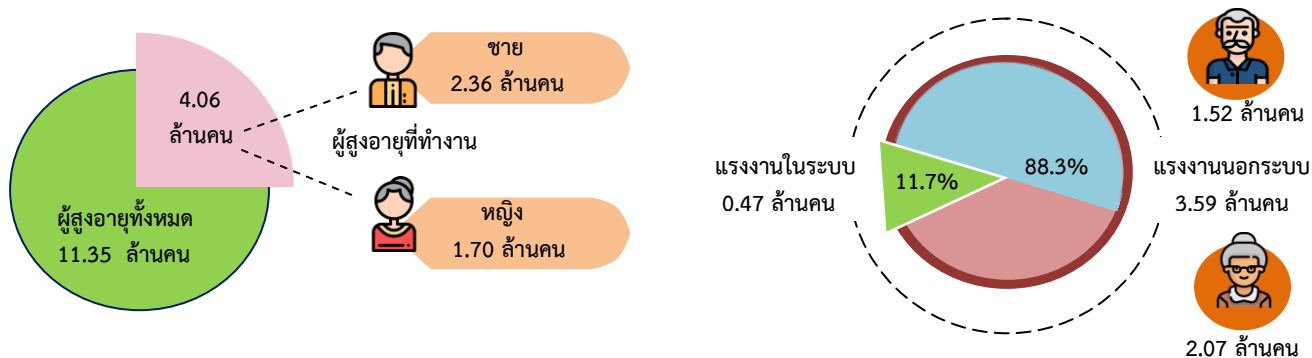 4.06
ล้านคน
ผู้สูงอายุทั้งหมด
11.35 ล้านคน
ชาย
2.36 ล้านคน
ผู้สูงอายุที่ทำงาน
หญิง
1.70 ล้านคน
แรงงานในระบบ
0.47 ล้านคน
11.7%
88.3%
แรงงานนอกระบบ
3.59 ล้านคน
1.52 ล้านคน
2.07 ล้านคน